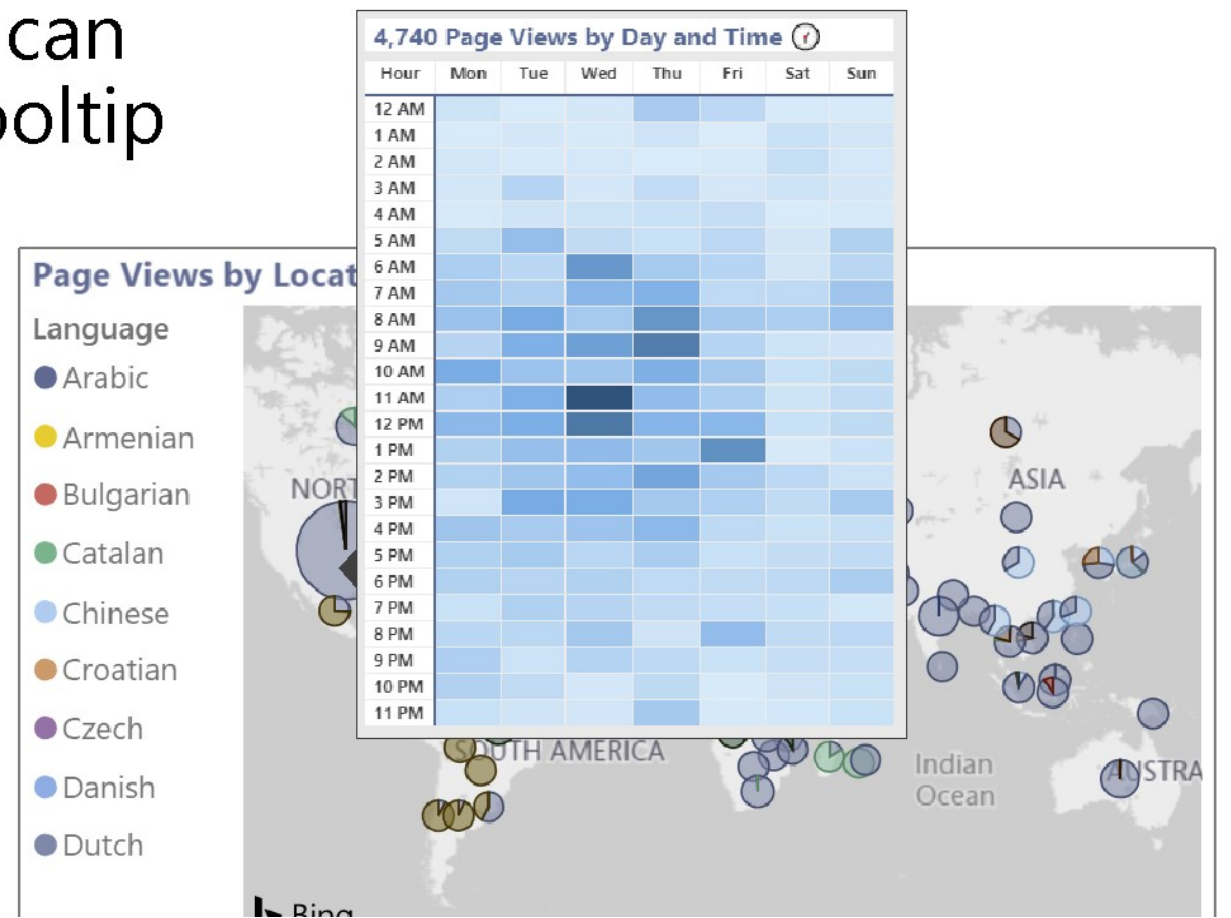 can
ooltip
4,740 Page Views by Day and Time
Hour Mon Tue Wed Thu Fri Sat Sun
12 AM
1 AM
2 AM
3 AM
4 AM
5 AM
6 AM
7 AM
8 AM
9 AM
10 AM
11 AM
12 PM
1 PM
2 PM
3 PM
4 PM
5 PM
6 PM
7 PM
8 PM
9 PM
10 PM
11 PM
Page Views by Locat
Language
Arabic
Armenian
Bulgarian
Catalan
Chinese
Croatian
Czech
Danish
Dutch
NORT
ASIA
SOUTH AMERICA
Indian
Ocean
AUSTRA
Bing